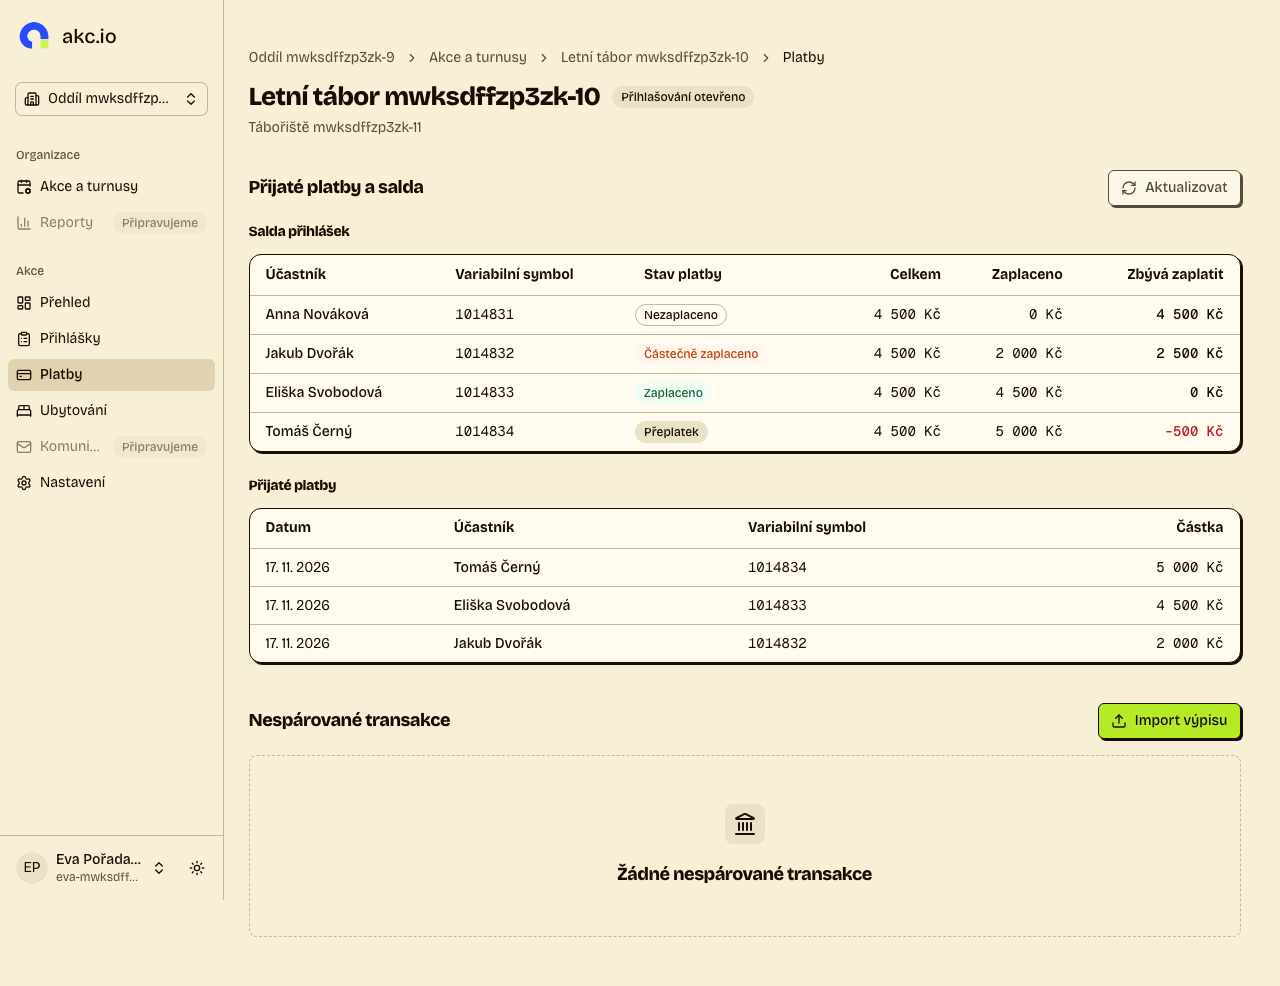 akc.io
Oddíl mwksdffzp...
Organizace
Akce a turnusy
Reporty Připravujeme
Akce
Přehled
Přihlášky
Platby
Ubytování
Komuni... Připravujeme
Nastavení
EP Eva Pořada...
eva-mwksdff...
Oddíl mwksdffzp3zk-9 > Akce a turnusy > Letní tábor mwksdffzp3zk-10 > Platby
Letní tábor mwksdffzp3zk-10 Přihlašování otevřeno
Tábořiště mwksdffzp3zk-11
Přijaté platby a salda Aktualizovat
Salda přihlášek
Účastník Variabilní symbol Stav platby Celkem Zaplaceno Zbývá zaplatit
Anna Nováková 1014831 Nezaplaceno 4 500 Kč 0 Kč 4 500 Kč
Jakub Dvořák 1014832 Částečně zaplaceno 4 500 Kč 2 000 Kč 2 500 Kč
Eliška Svobodová 1014833 Zaplaceno 4 500 Kč 4 500 Kč 0 Kč
Tomáš Černý 1014834 Přeplatek 4 500 Kč 5 000 Kč -500 Kč
Přijaté platby
Datum Účastník Variabilní symbol Částka
17. 11. 2026 Tomáš Černý 1014834 5 000 Kč
17. 11. 2026 Eliška Svobodová 1014833 4 500 Kč
17. 11. 2026 Jakub Dvořák 1014832 2 000 Kč
Nespárované transakce Import výpisu
Žádné nespárované transakce